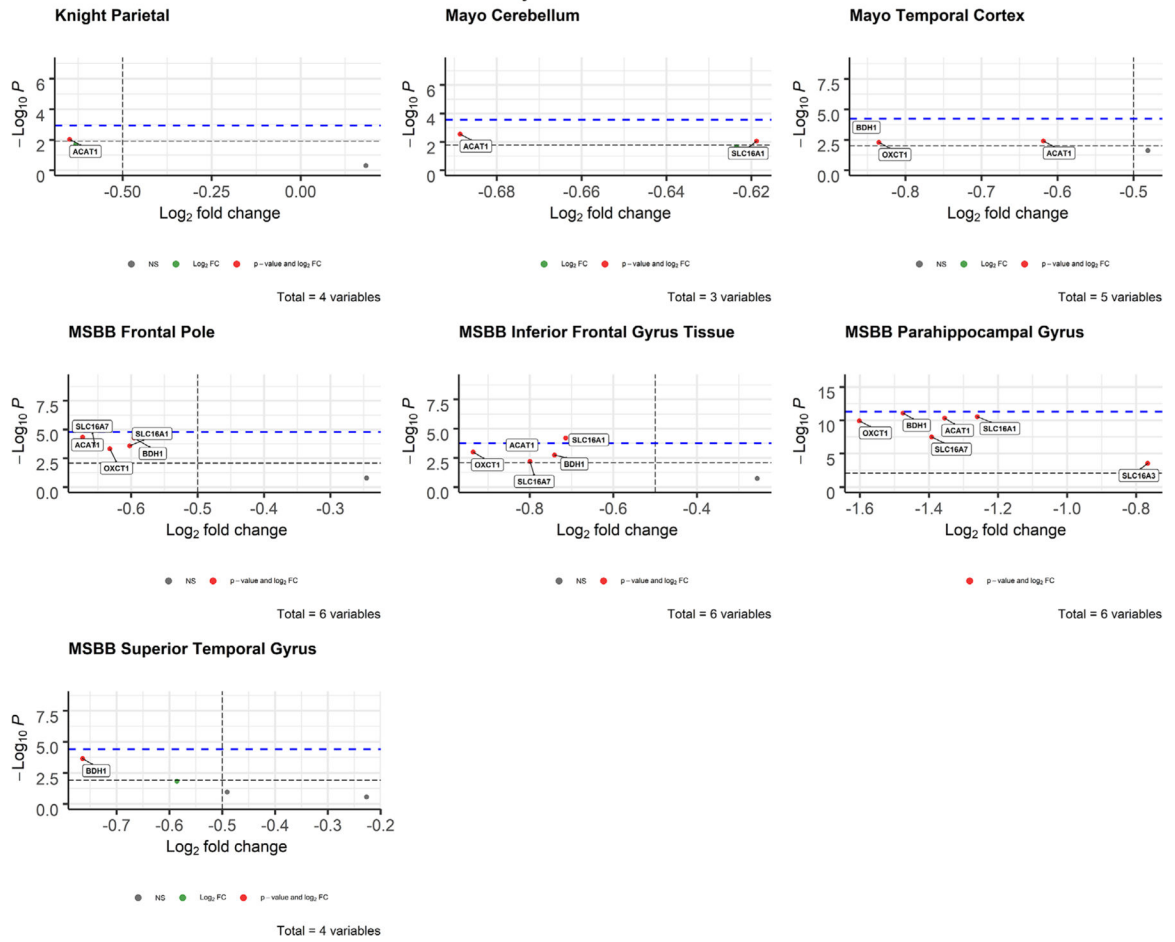 Knight Parietal
− Log10 P
6
4
2
0
ACAT1
-0.50 -0.25 0.00
Log2 fold change
NS Log2 FC p − value and log2 FC
Total = 4 variables
Mayo Cerebellum
− Log10 P
6
4
2
0
ACAT1
SLC16A1
-0.68 -0.66 -0.64 -0.62
Log2 fold change
Log2 FC p − value and log2 FC
Total = 3 variables
Mayo Temporal Cortex
− Log10 P
7.5
5.0
2.5
0.0
BDH1
OXCT1
ACAT1
-0.8 -0.7 -0.6 -0.5
Log2 fold change
NS Log2 FC p − value and log2 FC
Total = 5 variables
MSBB Frontal Pole
− Log10 P
7.5
5.0
2.5
0.0
SLC16A7
SLC16A1
ACAT1
BDH1
OXCT1
-0.6 -0.5 -0.4 -0.3
Log2 fold change
NS p − value and log2 FC
Total = 6 variables
MSBB Inferior Frontal Gyrus Tissue
− Log10 P
7.5
5.0
2.5
0.0
ACAT1
SLC16A1
OXCT1
BDH1
SLC16A7
-0.8 -0.6 -0.4
Log2 fold change
NS p − value and log2 FC
Total = 6 variables
MSBB Parahippocampal Gyrus
− Log10 P
15
10
5
0
OXCT1
BDH1
ACAT1
SLC16A1
SLC16A7
SLC16A3
-1.6 -1.4 -1.2 -1.0 -0.8
Log2 fold change
p − value and log2 FC
Total = 6 variables
MSBB Superior Temporal Gyrus
− Log10 P
7.5
5.0
2.5
0.0
BDH1
-0.7 -0.6 -0.5 -0.4 -0.3 -0.2
Log2 fold change
NS Log2 FC p − value and log2 FC
Total = 4 variables